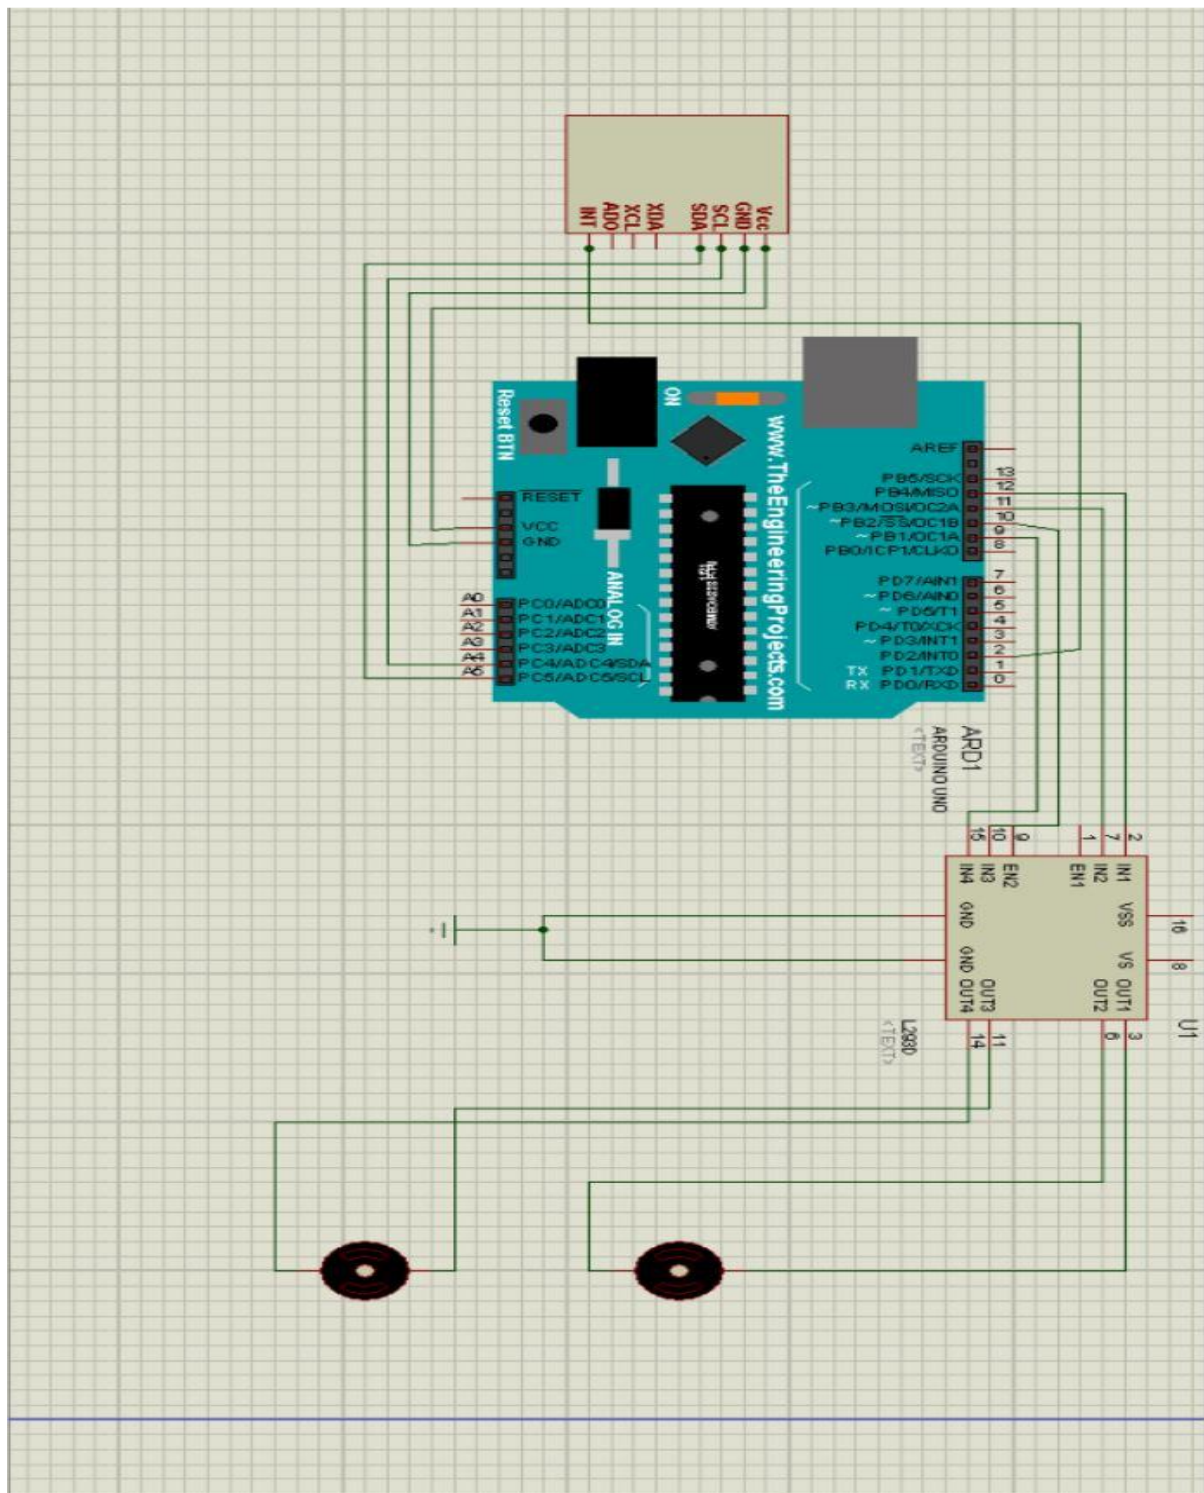 INT
ADO
XCL
XDA
SDA
SCL
GND
Vcc
Reset BTN
ON
www.TheEngineeringProjects.com
ANALOG IN
RESET
VCC
GND
A0 PC0/ADC0
A1 PC1/ADC1
A2 PC2/ADC2
A3 PC3/ADC3
A4 PC4/ADC4/SDA
A5 PC5/ADC5/SCL
AREF
PB5/SCK 13
PB4/MISO 12
~PB3/MOSI/OC2A 11
~PB2/SS/OC1B 10
~PB1/OC1A 9
PB0/ICP1/CLKO 8
PD7/AIN1 7
~PD6/AIN0 6
~PD5/T1 5
PD4/T0/XCK 4
~PD3/INT1 3
PD2/INT0 2
TX PD1/TXD 1
RX PD0/RXD 0
ARD1
ARDUINO UNO
<TEXT>
15
10
9
1
7
2
IN4
IN3
EN2
EN1
IN2
IN1
GND
GND
VSS
16
VS
8
OUT4
OUT3
OUT2
OUT1
14
11
6
3
U1
L293D
<TEXT>